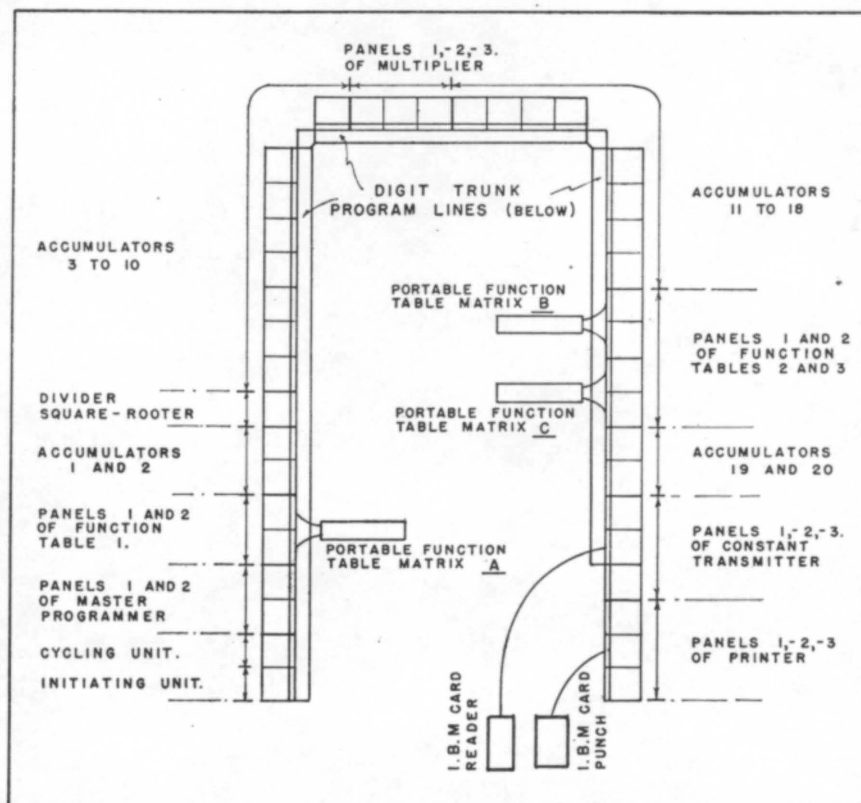 PANELS 1,-2,-3.
OF MULTIPLIER
DIGIT TRUNK
PROGRAM LINES (BELOW)
ACCUMULATORS
3 TO 10
DIVIDER
SQUARE-ROOTER
ACCUMULATORS
1 AND 2
PANELS 1 AND 2
OF FUNCTION
TABLE 1.
PANELS 1 AND 2
OF MASTER
PROGRAMMER
CYCLING UNIT.
INITIATING UNIT.
PORTABLE FUNCTION
TABLE MATRIX B
PORTABLE FUNCTION
TABLE MATRIX C
PORTABLE FUNCTION
TABLE MATRIX A
I.B.M CARD
READER
I.B.M CARD
PUNCH
ACCUMULATORS
11 TO 18
PANELS 1 AND 2
OF FUNCTION
TABLES 2 AND 3
ACCUMULATORS
19 AND 20
PANELS 1,-2,-3.
OF CONSTANT
TRANSMITTER
PANELS 1,-2,-3
OF PRINTER